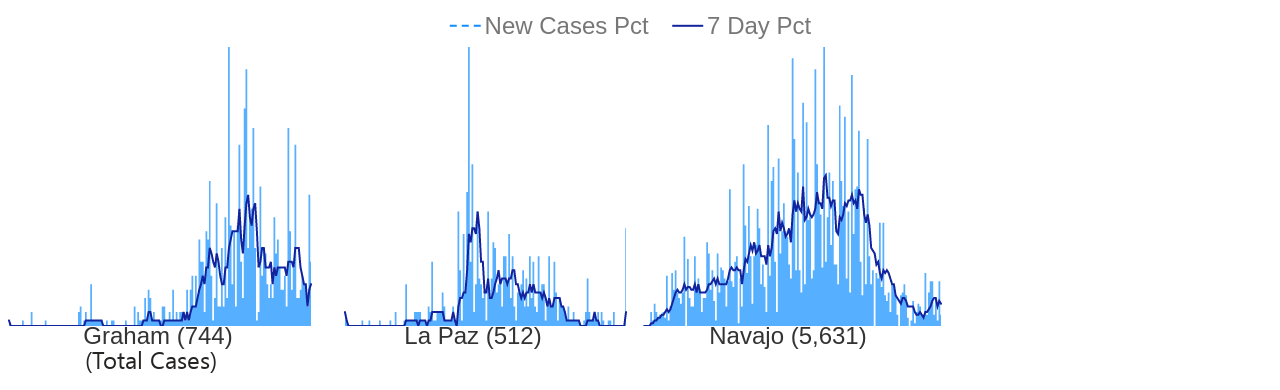 New Cases Pct 7 Day Pct
Graham (744) La Paz (512) Navajo (5,631)
(Total Cases)